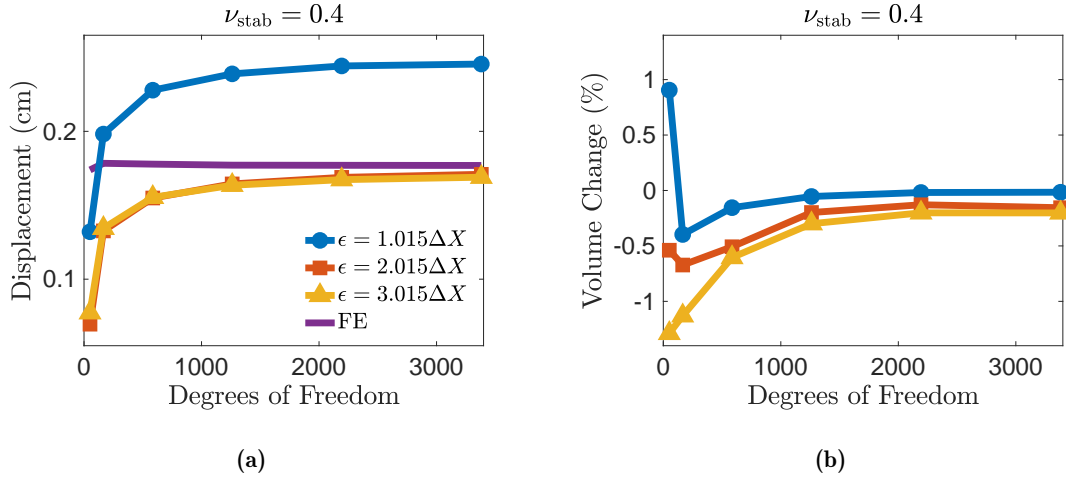 ν_stab = 0.4
Displacement (cm)
0.2
0.1
ϵ = 1.015ΔX
ϵ = 2.015ΔX
ϵ = 3.015ΔX
FE
0 1000 2000 3000
Degrees of Freedom
(a)
ν_stab = 0.4
Volume Change (%)
1
0.5
0
-0.5
-1
0 1000 2000 3000
Degrees of Freedom
(b)